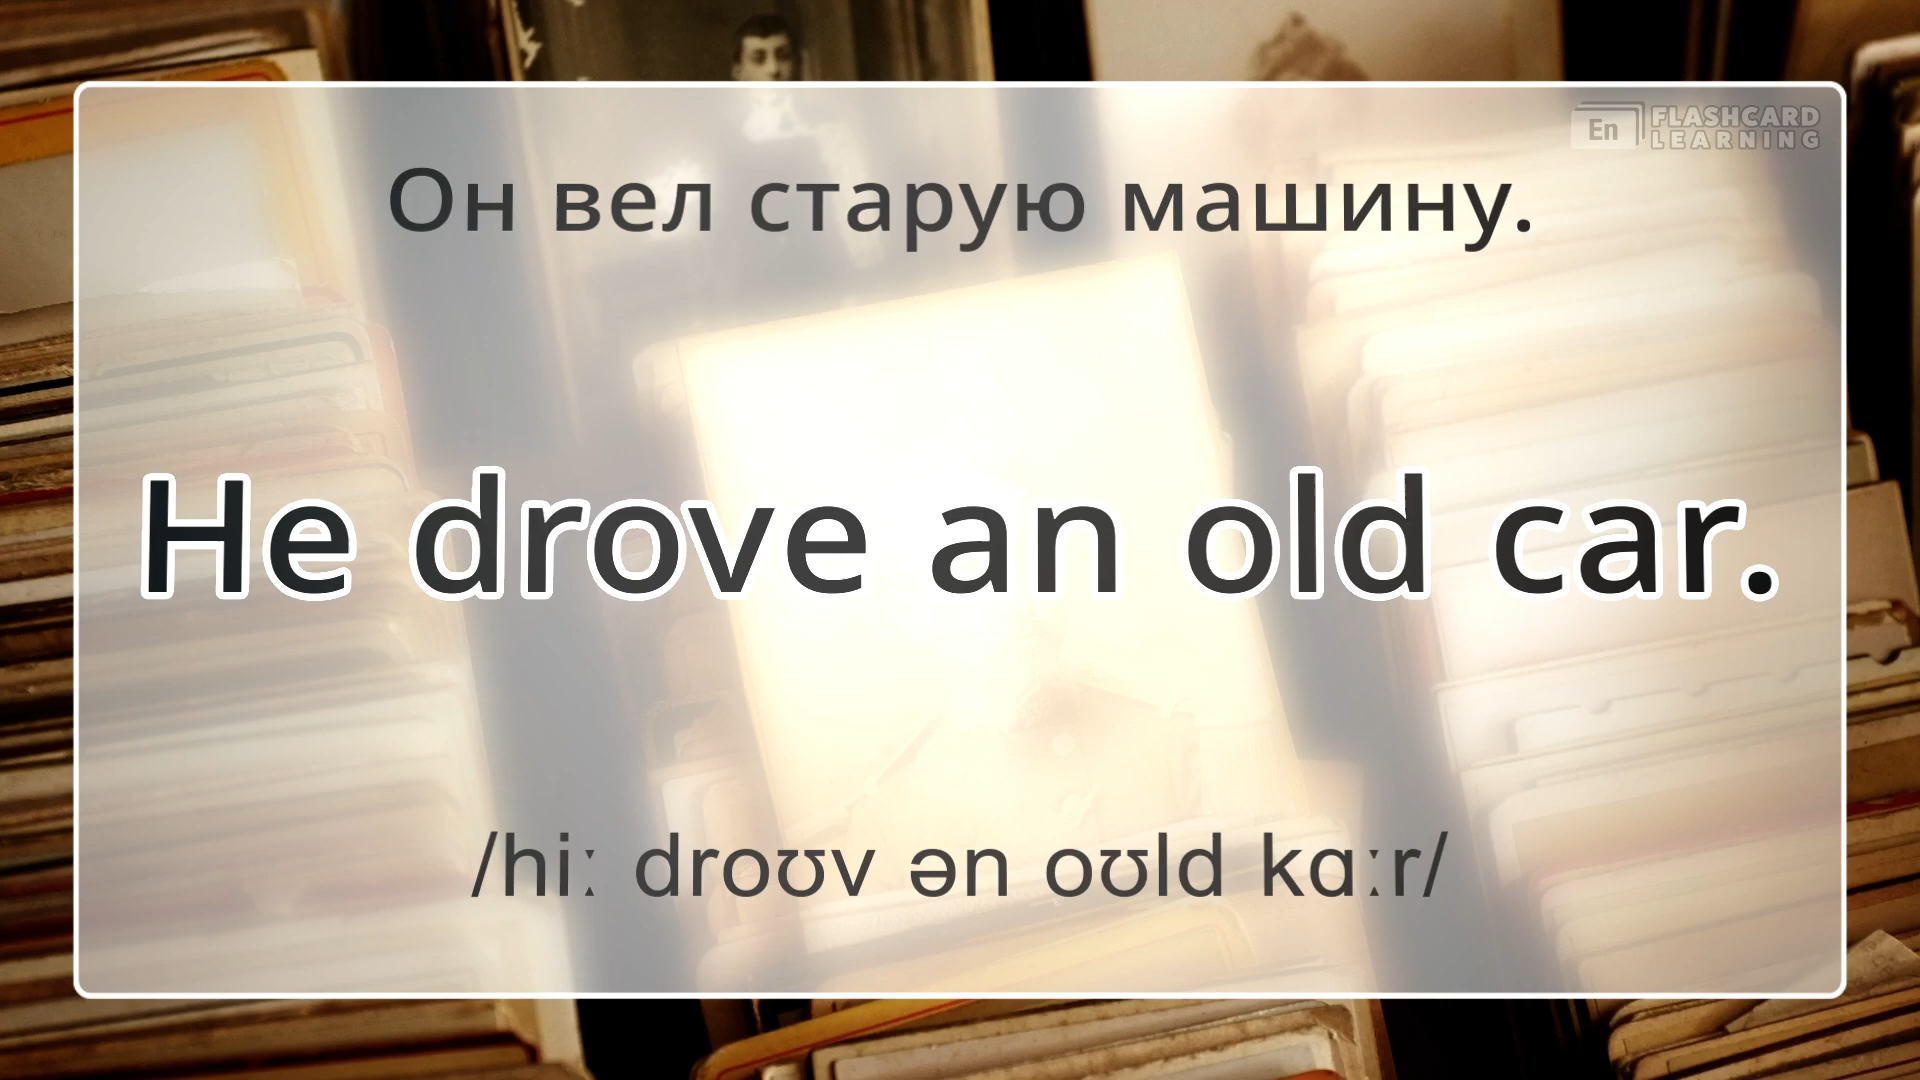 En FLASHCARD
LEARNING
Он вел старую машину.
He drove an old car.
/hiː droʊv ən oʊld kɑːr/